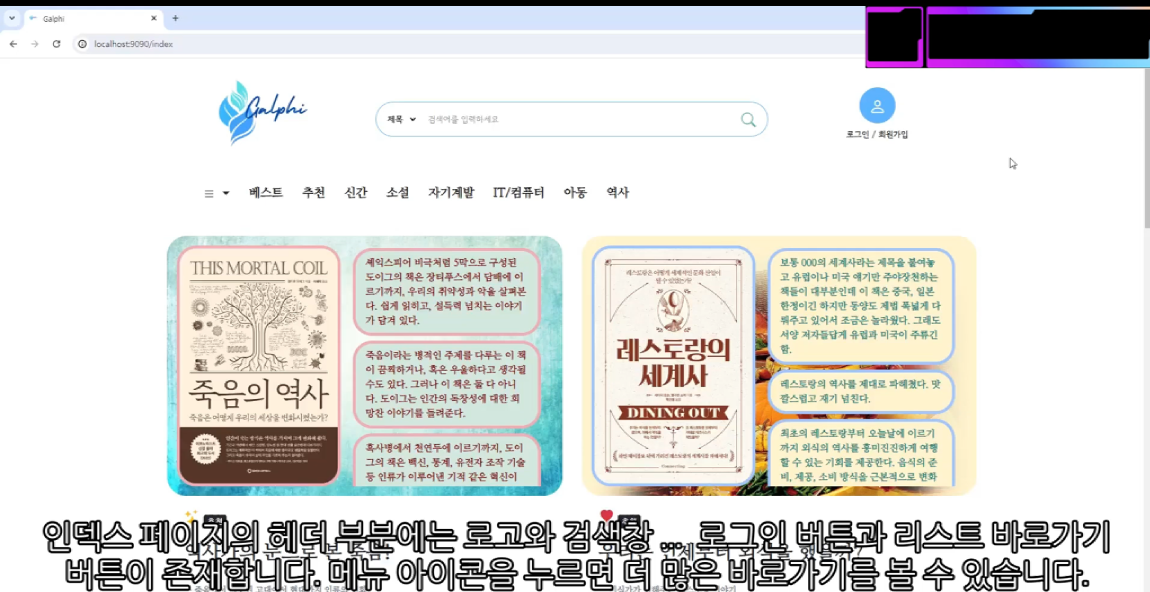 Galphi
localhost:9090/index
Galphi
제목
검색어를 입력하세요
로그인 / 회원가입
베스트 추천 신간 소설 자기계발 IT/컴퓨터 아동 역사
THIS MORTAL COIL
죽음의 역사
죽음은 어떻게 우리의 세상을 변화시켰는가?
셰익스피어 비극처럼 5막으로 구성된
도이그의 책은 장티푸스에서 담배에 이
르기까지, 우리의 취약성과 악을 살펴본
다. 쉽게 읽히고, 설득력 넘치는 이야기
가 담겨 있다.
죽음이라는 병적인 주제를 다루는 이 책
이 끔찍하거나, 혹은 우울하다고 생각될
수도 있다. 그러나 이 책은 둘 다 아니
다. 도이그는 인간의 독창성에 대한 희
망찬 이야기를 들려준다.
흑사병에서 천연두에 이르기까지, 도이
그의 책은 백신, 통계, 유전자 조작 기술
등 인류가 이루어낸 기적 같은 혁신이
레스토랑의
세계사
DINING OUT
보통 000의 세계사라는 제목을 붙여놓
고 유럽이나 미국 얘기만 주야장천하는
책들이 대부분인데 이 책은 중국, 일본
한정이긴 하지만 동양도 제법 폭넓게 다
뤄주고 있어서 조금은 놀라웠다. 그래도
서양 저자들답게 유럽과 미국이 주류긴
함.
레스토랑의 역사를 제대로 파헤쳤다. 맛
깔스럽고 재기 넘친다.
최초의 레스토랑부터 오늘날에 이르기
까지 외식의 역사를 흥미진진하게 여행
할 수 있는 기회를 제공한다. 음식의 준
비, 제공, 소비 방식을 근본적으로 변화
인덱스 페이지의 헤더 부분에는 로고와 검색창 ... 로그인 버튼과 리스트 바로가기
버튼이 존재합니다. 메뉴 아이콘을 누르면 더 많은 바로가기를 볼 수 있습니다.